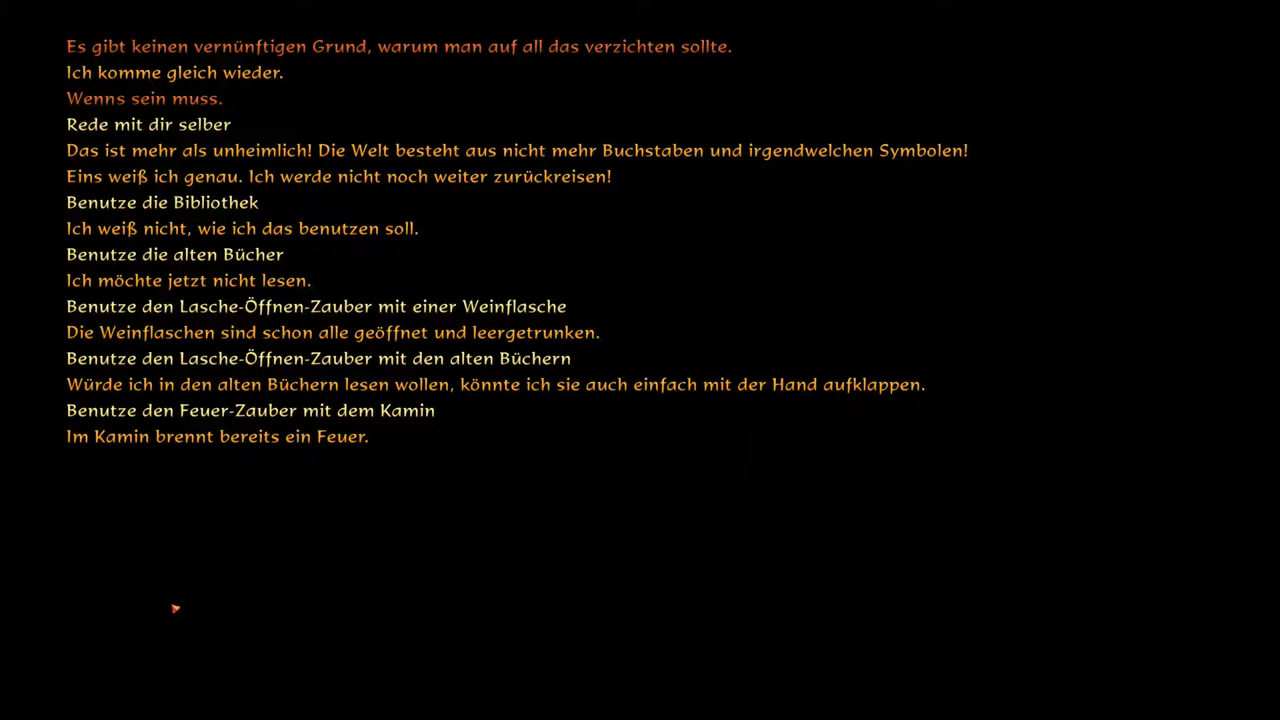 Es gibt keinen vernünftigen Grund, warum man auf all das verzichten sollte.
Ich komme gleich wieder.
Wenns sein muss.
Rede mit dir selber
Das ist mehr als unheimlich! Die Welt besteht aus nicht mehr Buchstaben und irgendwelchen Symbolen!
Eins weiß ich genau. Ich werde nicht noch weiter zurückreisen!
Benutze die Bibliothek
Ich weiß nicht, wie ich das benutzen soll.
Benutze die alten Bücher
Ich möchte jetzt nicht lesen.
Benutze den Lasche-Öffnen-Zauber mit einer Weinflasche
Die Weinflaschen sind schon alle geöffnet und leergetrunken.
Benutze den Lasche-Öffnen-Zauber mit den alten Büchern
Würde ich in den alten Büchern lesen wollen, könnte ich sie auch einfach mit der Hand aufklappen.
Benutze den Feuer-Zauber mit dem Kamin
Im Kamin brennt bereits ein Feuer.